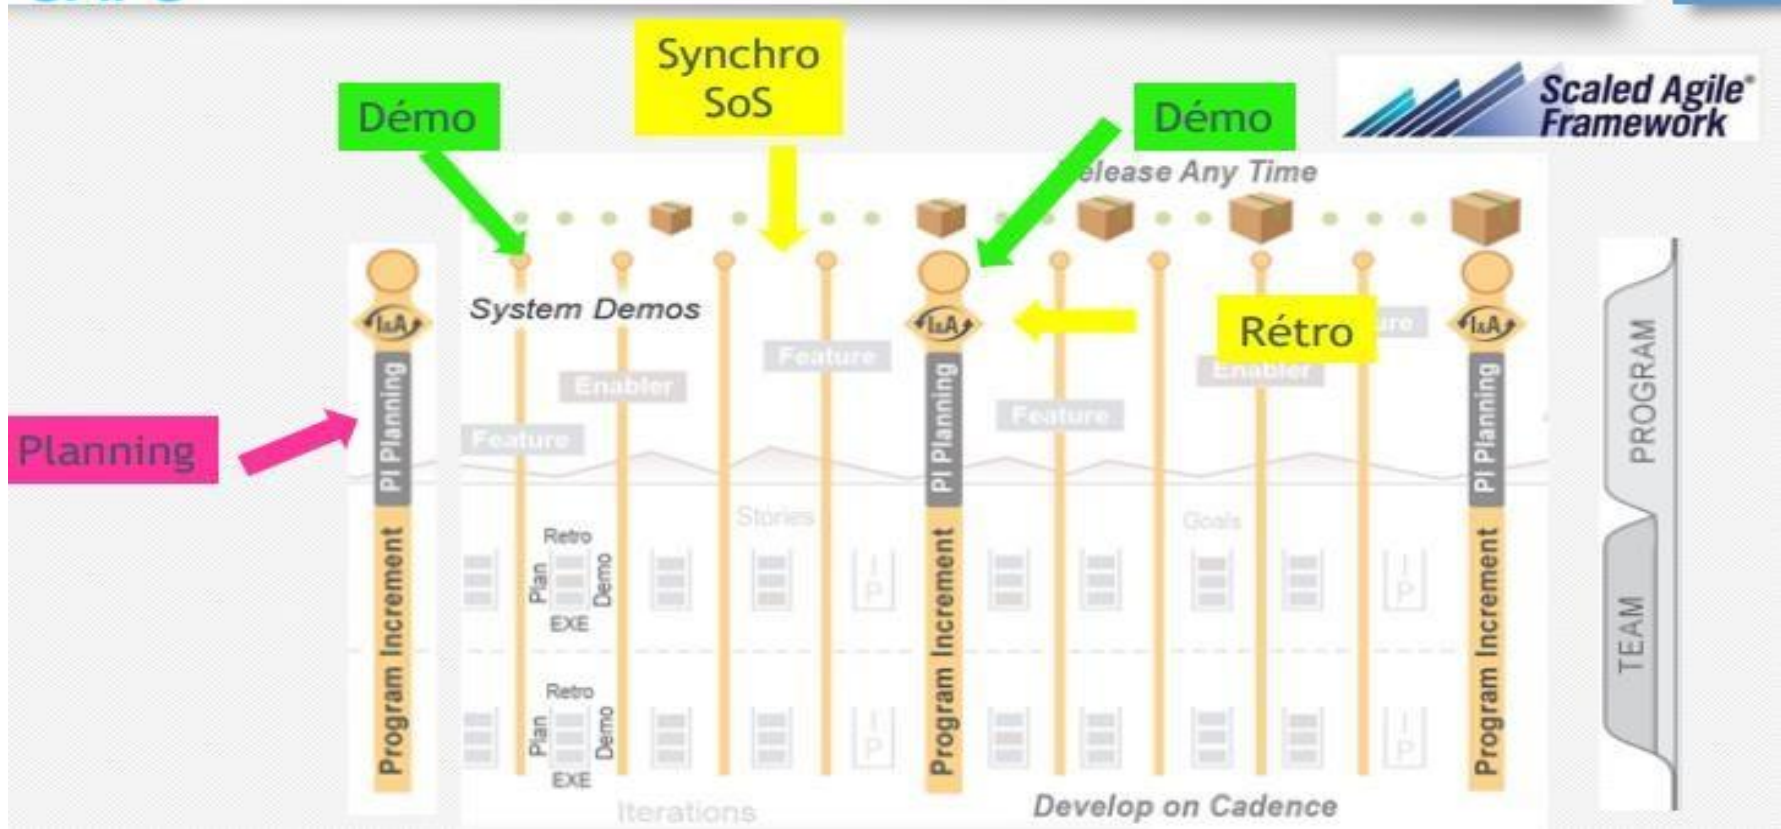 Synchro
SoS
Démo
Démo
Scaled Agile®
Framework
elease Any Time
System Demos
I&A
I&A
I&A
Rétro
ure
Feature
Enabler
Enabler
Feature
Feature
Planning
PI Planning
PI Planning
PI Planning
PROGRAM
Stories
Goals
Program Increment
Program Increment
Program Increment
Retro
Plan
Demo
EXE
I
P
I
P
TEAM
Retro
Plan
Demo
EXE
I
P
I
P
Iterations
Develop on Cadence